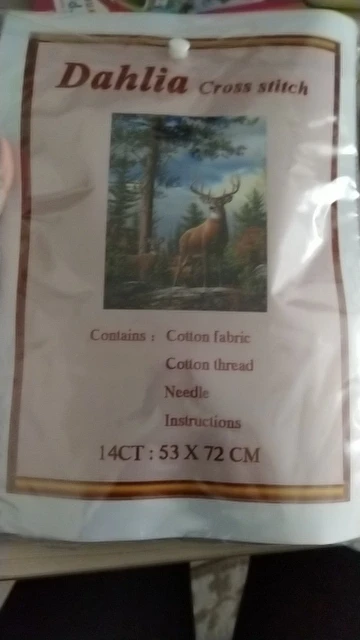 Dahlia Cross stitch
Contains : Cotton fabric
Cotton thread
Needle
Instructions
14CT : 53 X 72 CM